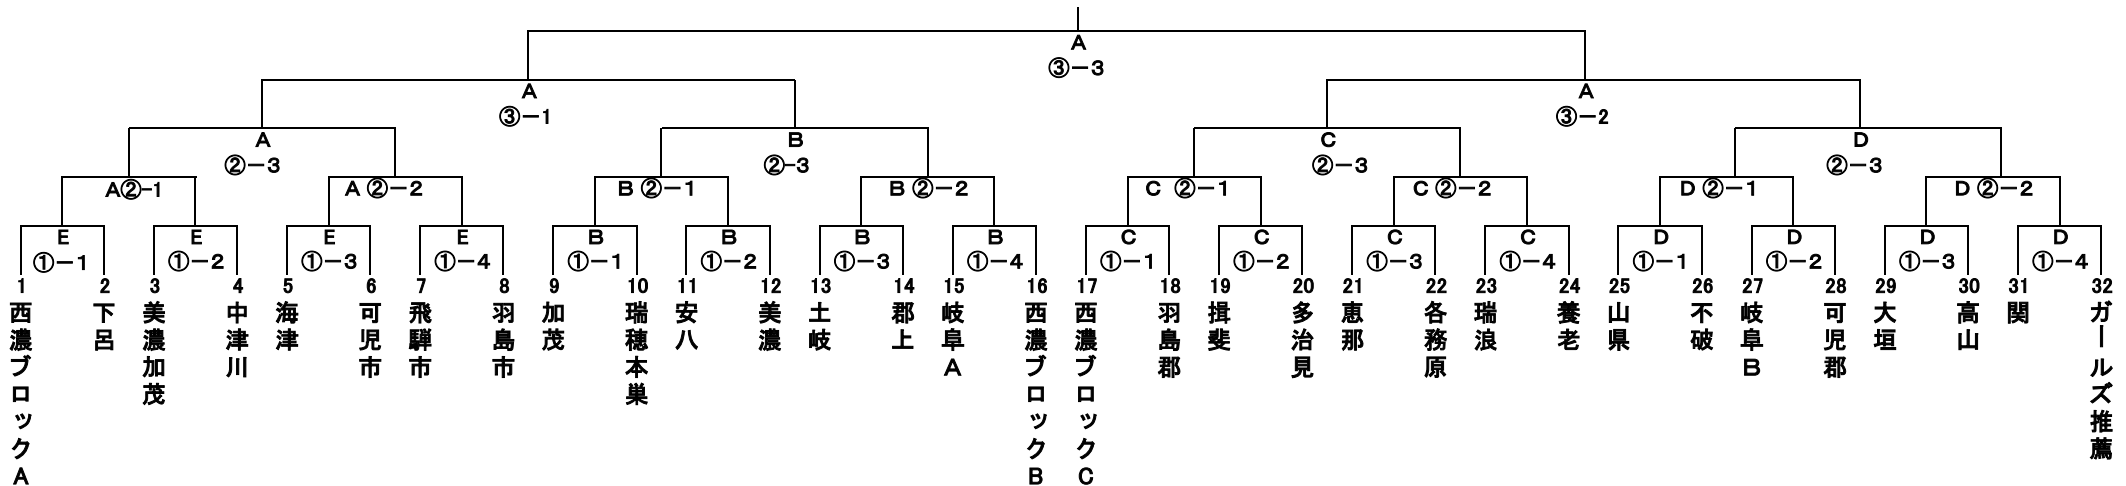 A
③－3
A
③－1
A
③－2
A
②－3
B
②-3
C
②－3
D
②－3
A②-1
A ②－2
B ②－1
B ②－2
C ②－1
C ②－2
D ②－1
D ②－2
E
①－1
E
①－2
E
①－3
E
①－4
B
①－1
B
①－2
B
①－3
B
①－4
C
①－1
C
①－2
C
①－3
C
①－4
D
①－1
D
①－2
D
①－3
D
①－4
1
西濃ブロックA
2
下呂
3
美濃加茂
4
中津川
5
海津
6
可児市
7
飛騨市
8
羽島市
9
加茂
10
瑞穂本巣
11
安八
12
美濃
13
土岐
14
郡上
15
岐阜A
16
西濃ブロックB
17
西濃ブロックC
18
羽島郡
19
揖斐
20
多治見
21
恵那
22
各務原
23
瑞浪
24
養老
25
山県
26
不破
27
岐阜B
28
可児郡
29
大垣
30
高山
31
関
32
ガールズ推薦